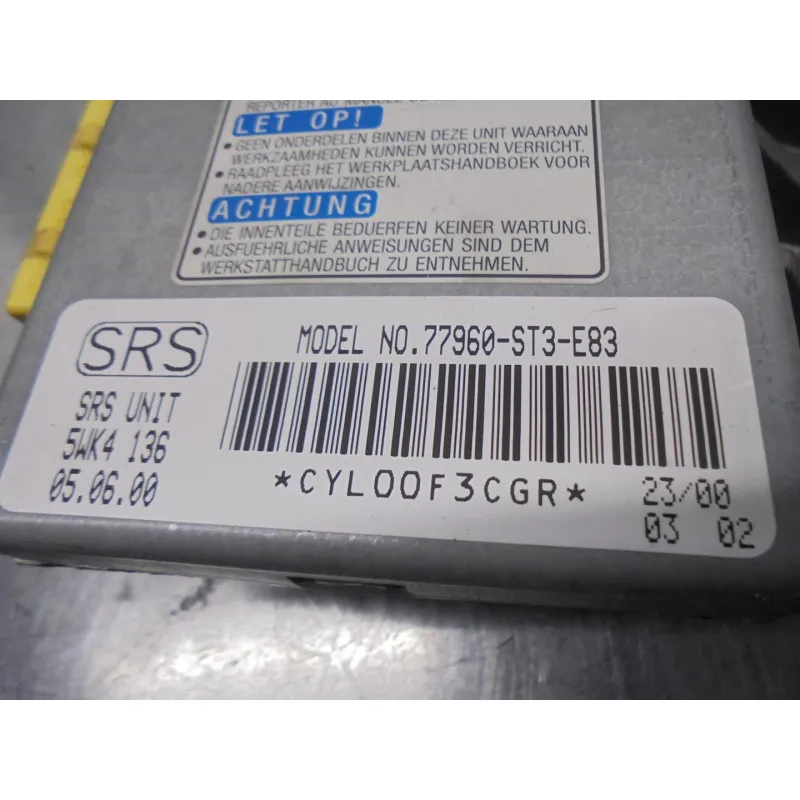 LET OP!
• GEEN ONDERDELEN BINNEN DEZE UNIT WAARAAN
WERKZAAMHEDEN KUNNEN WORDEN VERRICHT.
• RAADPLEEG HET WERKPLAATSHANDBOEK VOOR
NADERE AANWIJZINGEN.
ACHTUNG
• DIE INNENTEILE BEDUERFEN KEINER WARTUNG.
• AUSFUEHRLICHE ANWEISUNGEN SIND DEM
WERKSTATTHANDBUCH ZU ENTNEHMEN.
SRS
MODEL NO.77960-ST3-E83
SRS UNIT
5WK4 136
05.06.00
*CYL00F3CGR*
23/00
03 02